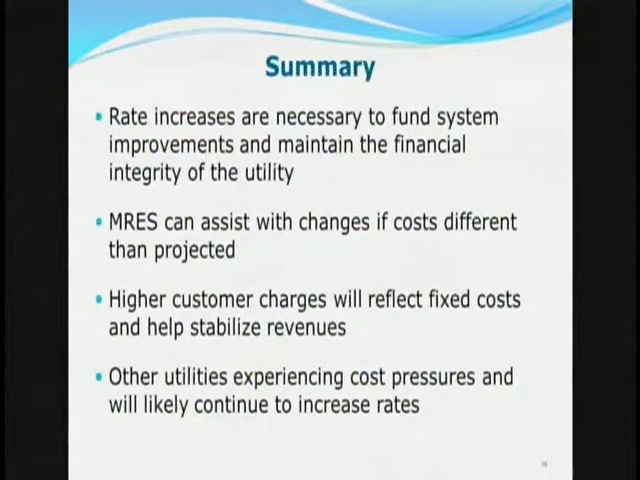 Summary
• Rate increases are necessary to fund system
improvements and maintain the financial
integrity of the utility
• MRES can assist with changes if costs different
than projected
• Higher customer charges will reflect fixed costs
and help stabilize revenues
• Other utilities experiencing cost pressures and
will likely continue to increase rates